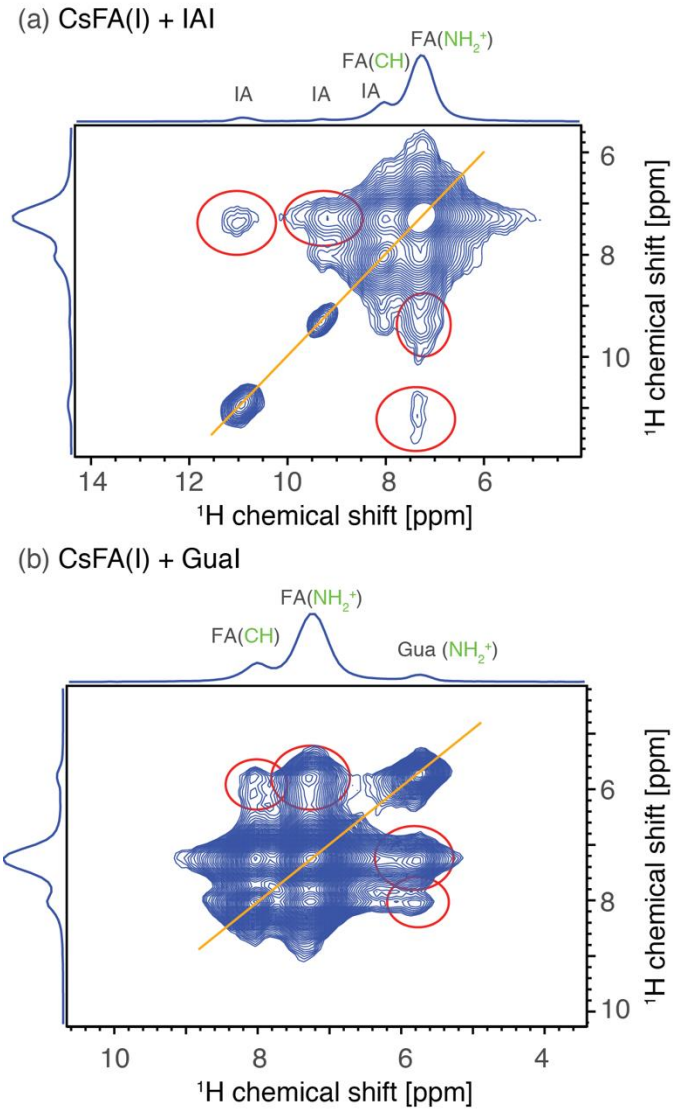 (a) CsFA(I) + IAI
FA(NH₂⁺)
FA(CH)
IA IA IA
6
8
10
¹H chemical shift [ppm]
14 12 10 8 6
¹H chemical shift [ppm]
(b) CsFA(I) + GuaI
FA(NH₂⁺)
FA(CH)
Gua (NH₂⁺)
6
8
10
¹H chemical shift [ppm]
10 8 6 4
¹H chemical shift [ppm]